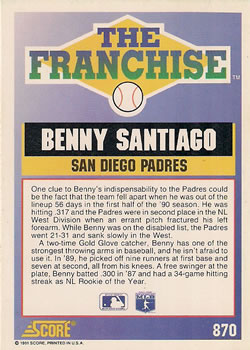 THE
FRANCHISE
TM
BENNY SANTIAGO
SAN DIEGO PADRES
One clue to Benny's indispensability to the Padres
could be the fact that the team fell apart when he was out of the
lineup 56 days in the first half of the '90 season. He was
hitting .317 and the Padres were in second place in the NL
West Division when an errant pitch fractured his left
forearm. While Benny was on the disabled list, the Padres
went 21-31 and sank slowly in the West.
A two-time Gold Glove catcher, Benny has one of the
strongest throwing arms in baseball, and he isn't afraid to
use it. In '89, he picked off nine runners at first base and
seven at second, all from his knees. A free swinger at the
plate, Benny batted .300 in '87 and had a 34-game hitting
streak as NL Rookie of the Year.
SCORE
© 1991 SCORE, PRINTED IN U.S.A.
870